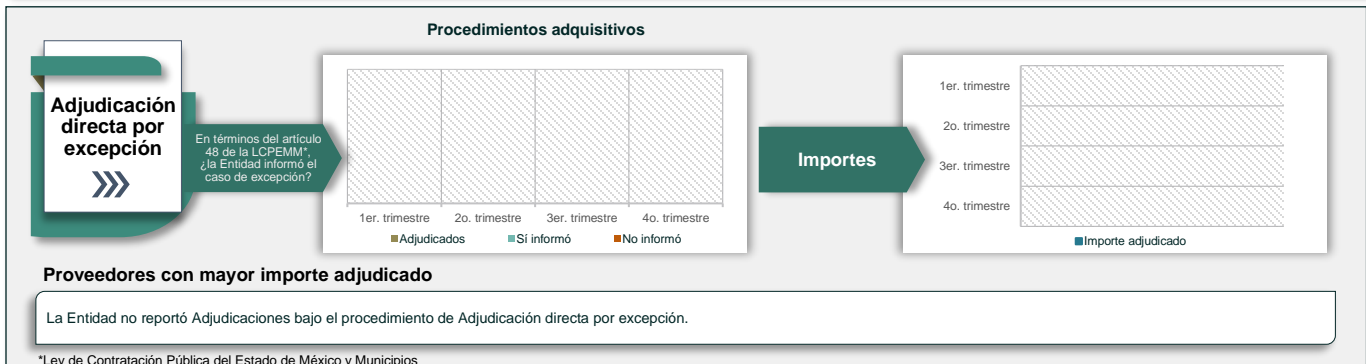 Procedimientos adquisitivos
Adjudicación
directa por
excepción
En términos del artículo
48 de la LCPEMM*,
¿la Entidad informó el
caso de excepción?
1er. trimestre 2o. trimestre 3er. trimestre 4o. trimestre
Adjudicados Sí informó No informó
Importes
1er. trimestre
2o. trimestre
3er. trimestre
4o. trimestre
Importe adjudicado
Proveedores con mayor importe adjudicado
La Entidad no reportó Adjudicaciones bajo el procedimiento de Adjudicación directa por excepción.
*Ley de Contratación Pública del Estado de México y Municipios